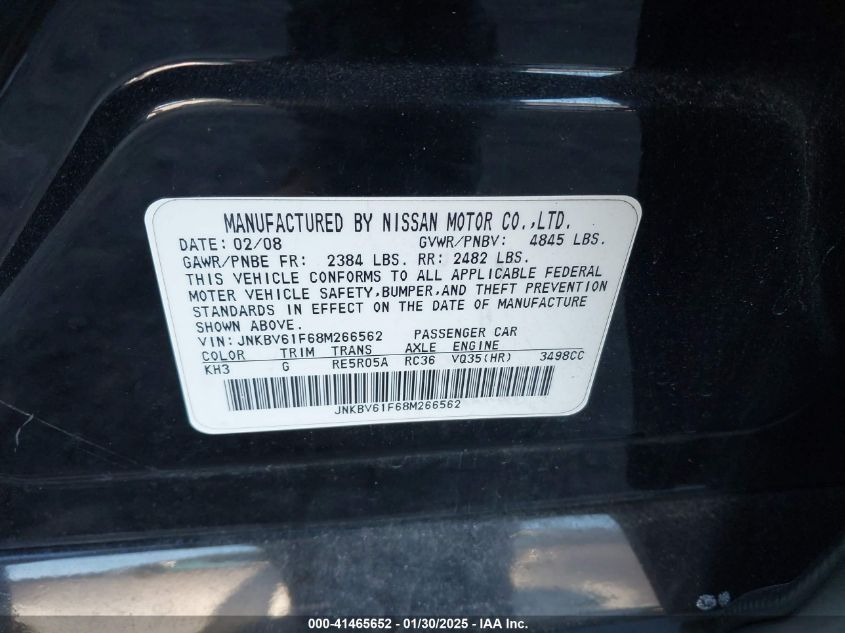 MANUFACTURED BY NISSAN MOTOR CO.,LTD.
DATE: 02/08 GVWR/PNBV: 4845 LBS.
GAWR/PNBE FR: 2384 LBS. RR: 2482 LBS.
THIS VEHICLE CONFORMS TO ALL APPLICABLE FEDERAL
MOTER VEHICLE SAFETY,BUMPER,AND THEFT PREVENTION
STANDARDS IN EFFECT ON THE DATE OF MANUFACTURE
SHOWN ABOVE.
VIN: JNKBV61F68M266562 PASSENGER CAR
COLOR TRIM TRANS AXLE ENGINE
KH3 G RE5R05A RC36 VQ35(HR) 3498CC
JNKBV61F68M266562
000-41465652 - 01/30/2025 - IAA Inc.